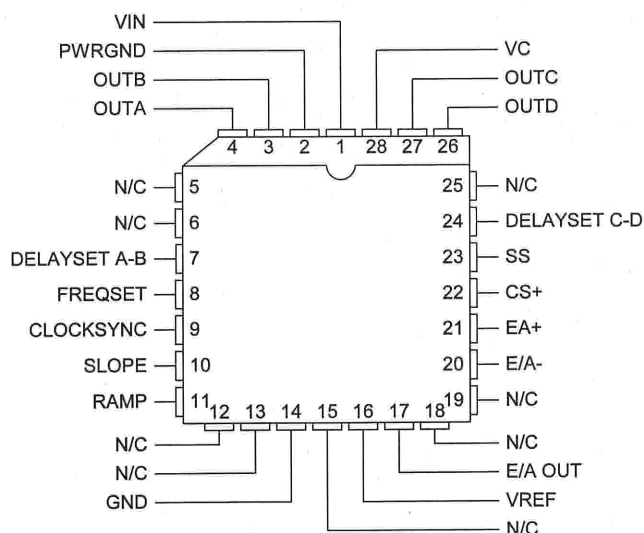 VIN
PWRGND
OUTB
OUTA
VC
OUTC
OUTD
4 3 2 1 28 27 26
N/C 5
N/C 6
DELAYSET A-B 7
FREQSET 8
CLOCKSYNC 9
SLOPE 10
RAMP 11
25 N/C
24 DELAYSET C-D
23 SS
22 CS+
21 EA+
20 E/A-
19 N/C
12 13 14 15 16 17 18
N/C
N/C
GND
N/C
E/A OUT
VREF
N/C